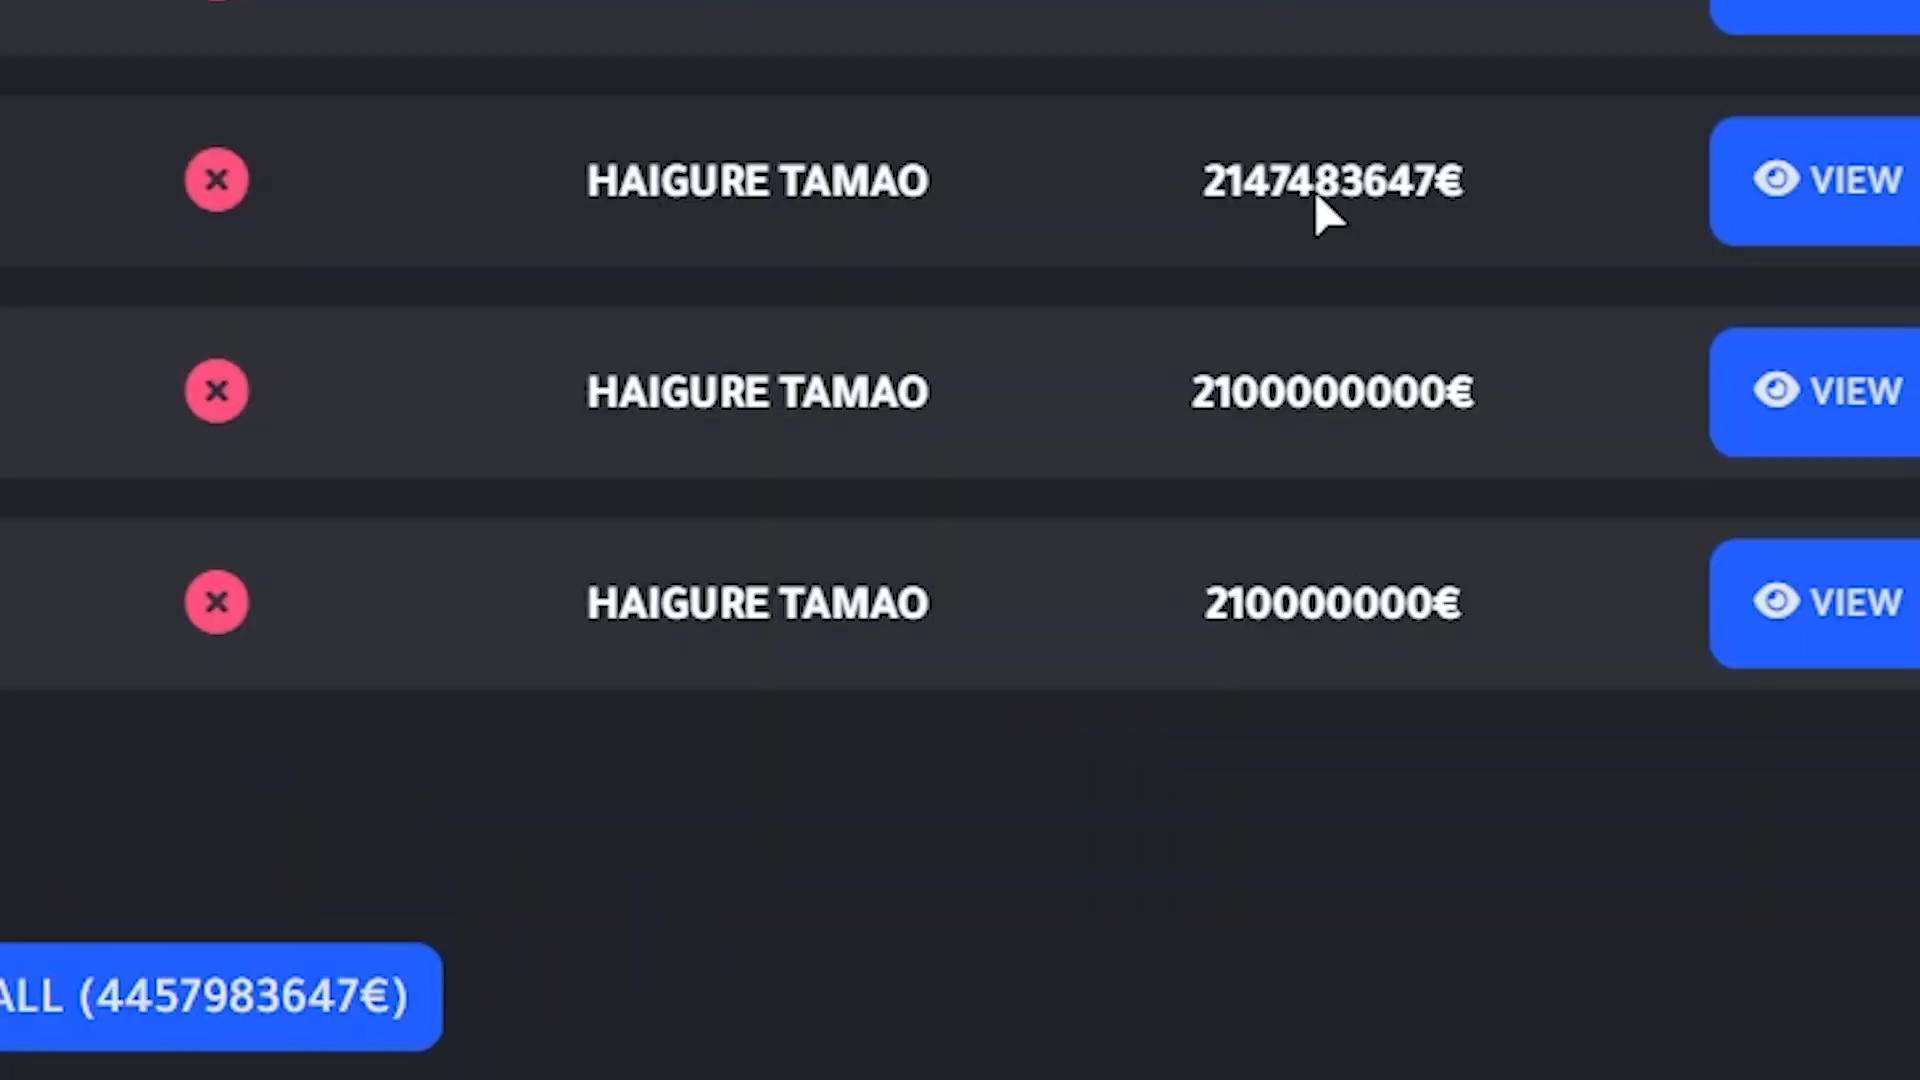 HAIGURE TAMAO 2147483647€ VIEW
HAIGURE TAMAO 2100000000€ VIEW
HAIGURE TAMAO 210000000€ VIEW
ALL (4457983647€)